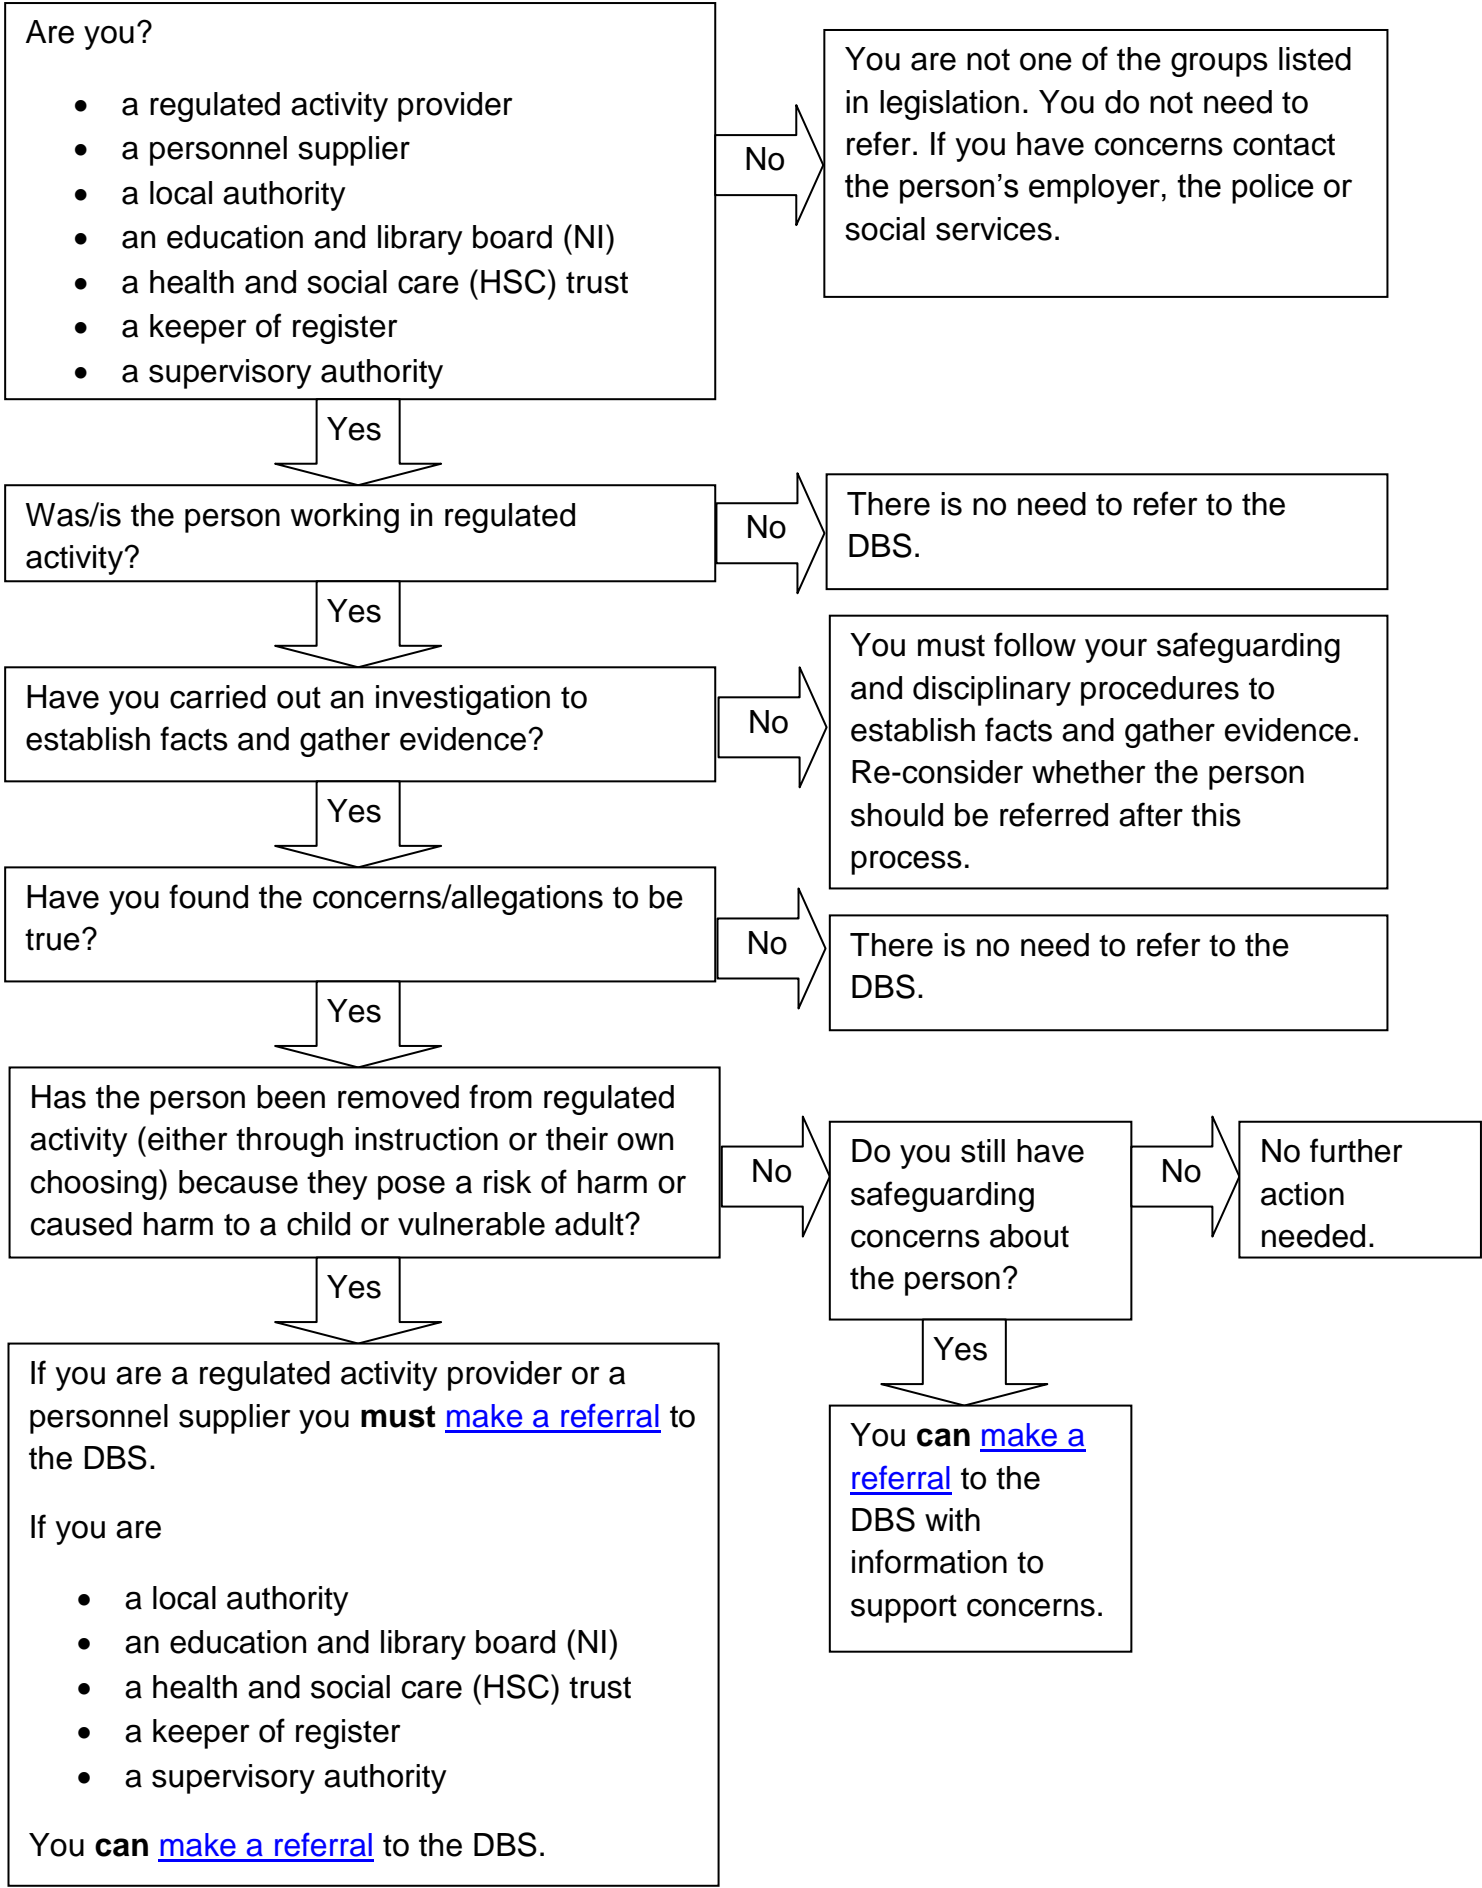 Are you?
• a regulated activity provider
• a personnel supplier
• a local authority
• an education and library board (NI)
• a health and social care (HSC) trust
• a keeper of register
• a supervisory authority
No
You are not one of the groups listed
in legislation. You do not need to
refer. If you have concerns contact
the person’s employer, the police or
social services.
Yes
Was/is the person working in regulated
activity?
No
There is no need to refer to the
DBS.
Yes
Have you carried out an investigation to
establish facts and gather evidence?
No
You must follow your safeguarding
and disciplinary procedures to
establish facts and gather evidence.
Re-consider whether the person
should be referred after this
process.
Yes
Have you found the concerns/allegations to be
true?
No
There is no need to refer to the
DBS.
Yes
Has the person been removed from regulated
activity (either through instruction or their own
choosing) because they pose a risk of harm or
caused harm to a child or vulnerable adult?
No
Do you still have
safeguarding
concerns about
the person?
No
No further
action
needed.
Yes
You can make a
referral to the
DBS with
information to
support concerns.
Yes
If you are a regulated activity provider or a
personnel supplier you must make a referral to
the DBS.
If you are
• a local authority
• an education and library board (NI)
• a health and social care (HSC) trust
• a keeper of register
• a supervisory authority
You can make a referral to the DBS.